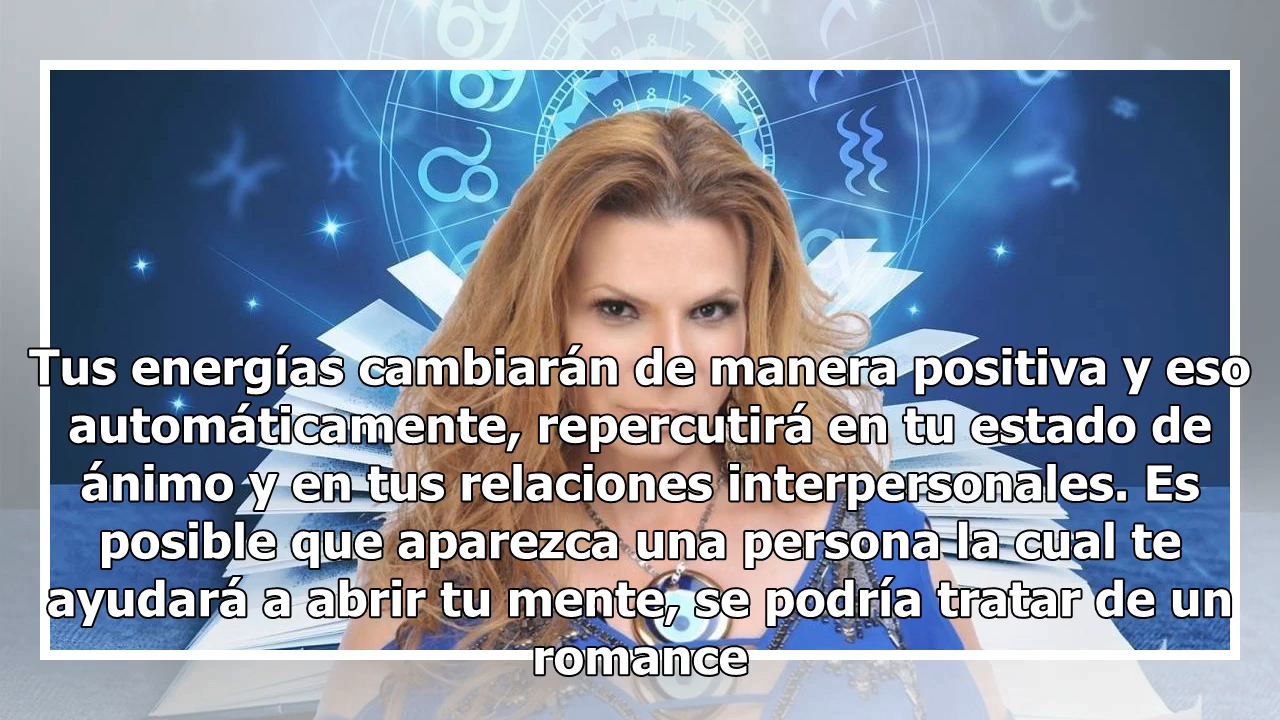 Tus energías cambiarán de manera positiva y eso
automáticamente, repercutirá en tu estado de
ánimo y en tus relaciones interpersonales. Es
posible que aparezca una persona la cual te
ayudará a abrir tu mente, se podría tratar de un
romance